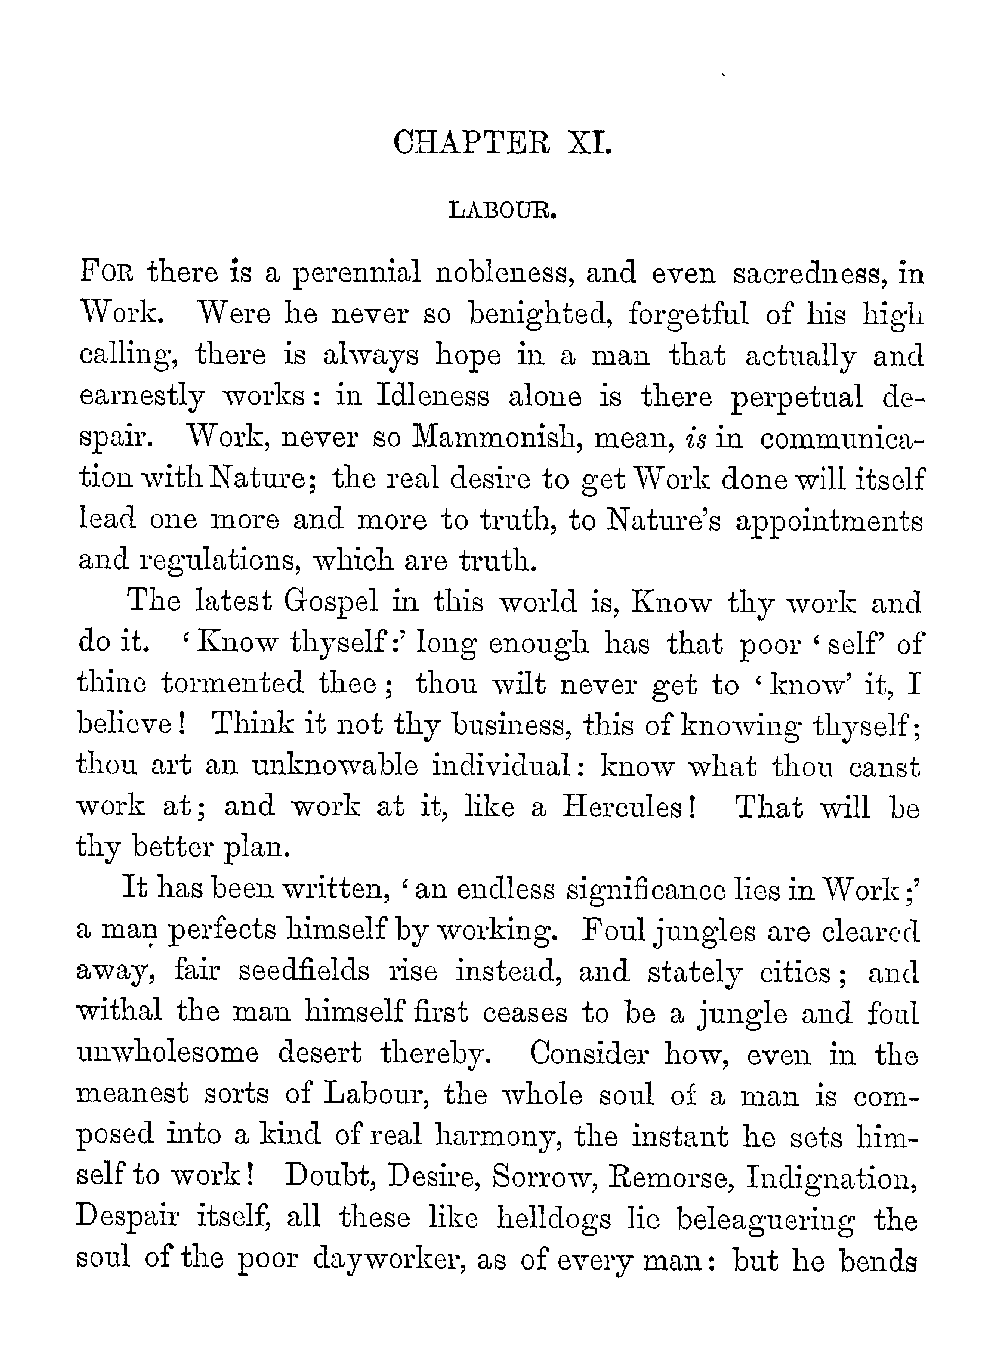 CHAPTER XI.
LABOUR.
FOR there is a perennial nobleness, and even sacredness, in
Work. Were he never so benighted, forgetful of his high
calling, there is always hope in a man that actually and
earnestly works: in Idleness alone is there perpetual de-
spair. Work, never so Mammonish, mean, is in communica-
tion with Nature; the real desire to get Work done will itself
lead one more and more to truth, to Nature's appointments
and regulations, which are truth.
The latest Gospel in this world is, Know thy work and
do it. 'Know thyself:' long enough has that poor 'self' of
thine tormented thee; thou wilt never get to 'know' it, I
believe! Think it not thy business, this of knowing thyself;
thou art an unknowable individual: know what thou canst
work at; and work at it, like a Hercules! That will be
thy better plan.
It has been written, 'an endless significance lies in Work;'
a man perfects himself by working. Foul jungles are cleared
away, fair seedfields rise instead, and stately cities; and
withal the man himself first ceases to be a jungle and foul
unwholesome desert thereby. Consider how, even in the
meanest sorts of Labour, the whole soul of a man is com-
posed into a kind of real harmony, the instant he sets him-
self to work! Doubt, Desire, Sorrow, Remorse, Indignation,
Despair itself, all these like helldogs lie beleaguering the
soul of the poor dayworker, as of every man: but he bends